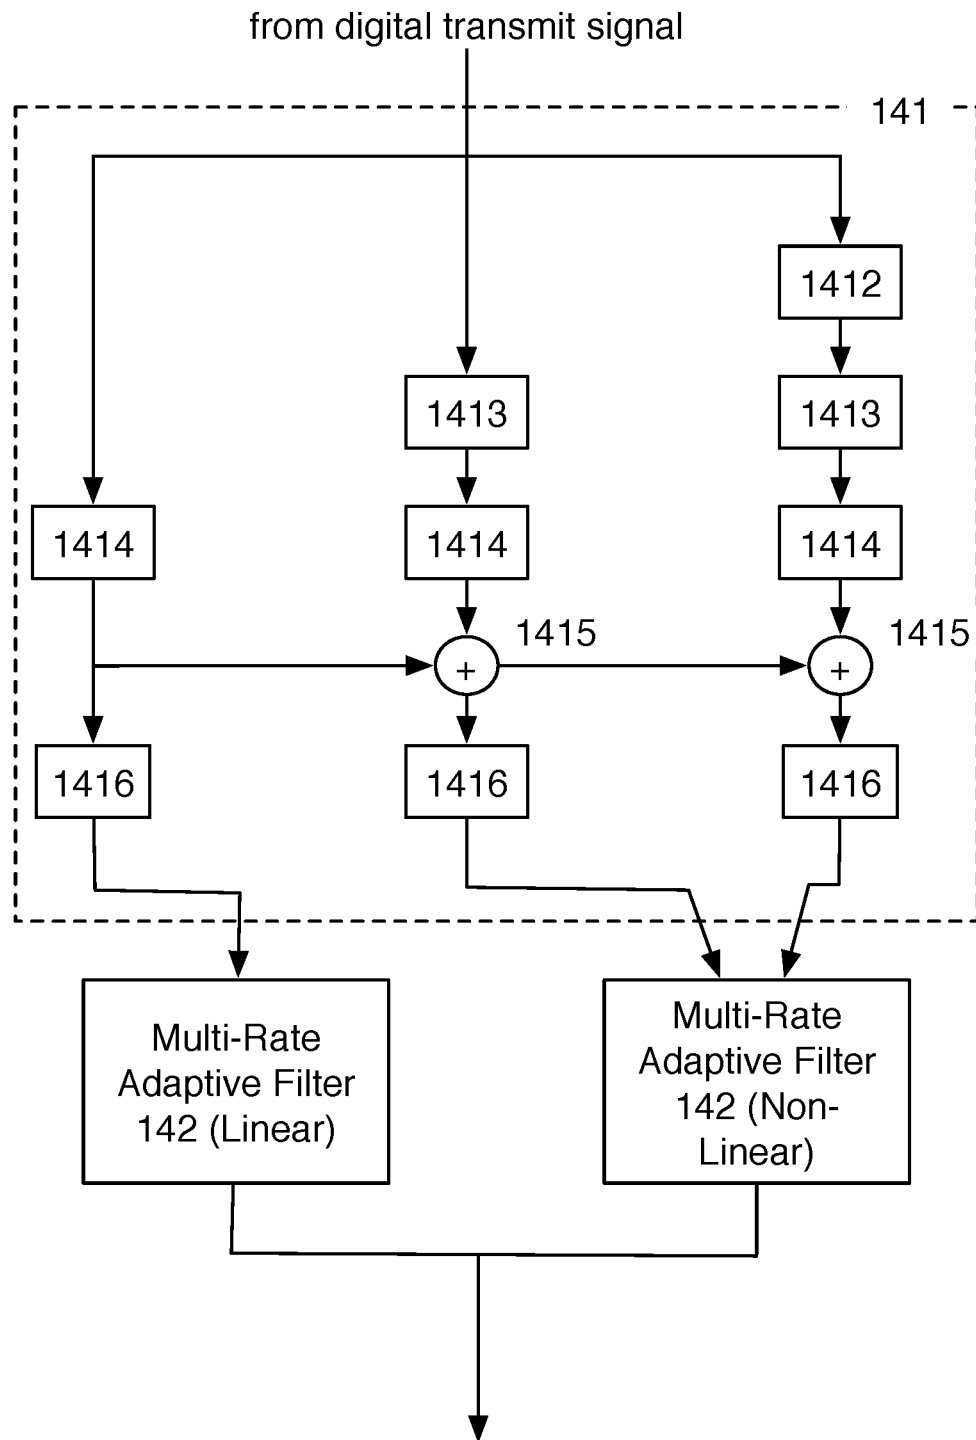 from digital transmit signal
141
1412
1413
1413
1414
1414
1414
1415
1415
+
+
1416
1416
1416
Multi-Rate
Adaptive Filter
142 (Linear)
Multi-Rate
Adaptive Filter
142 (Non-
Linear)